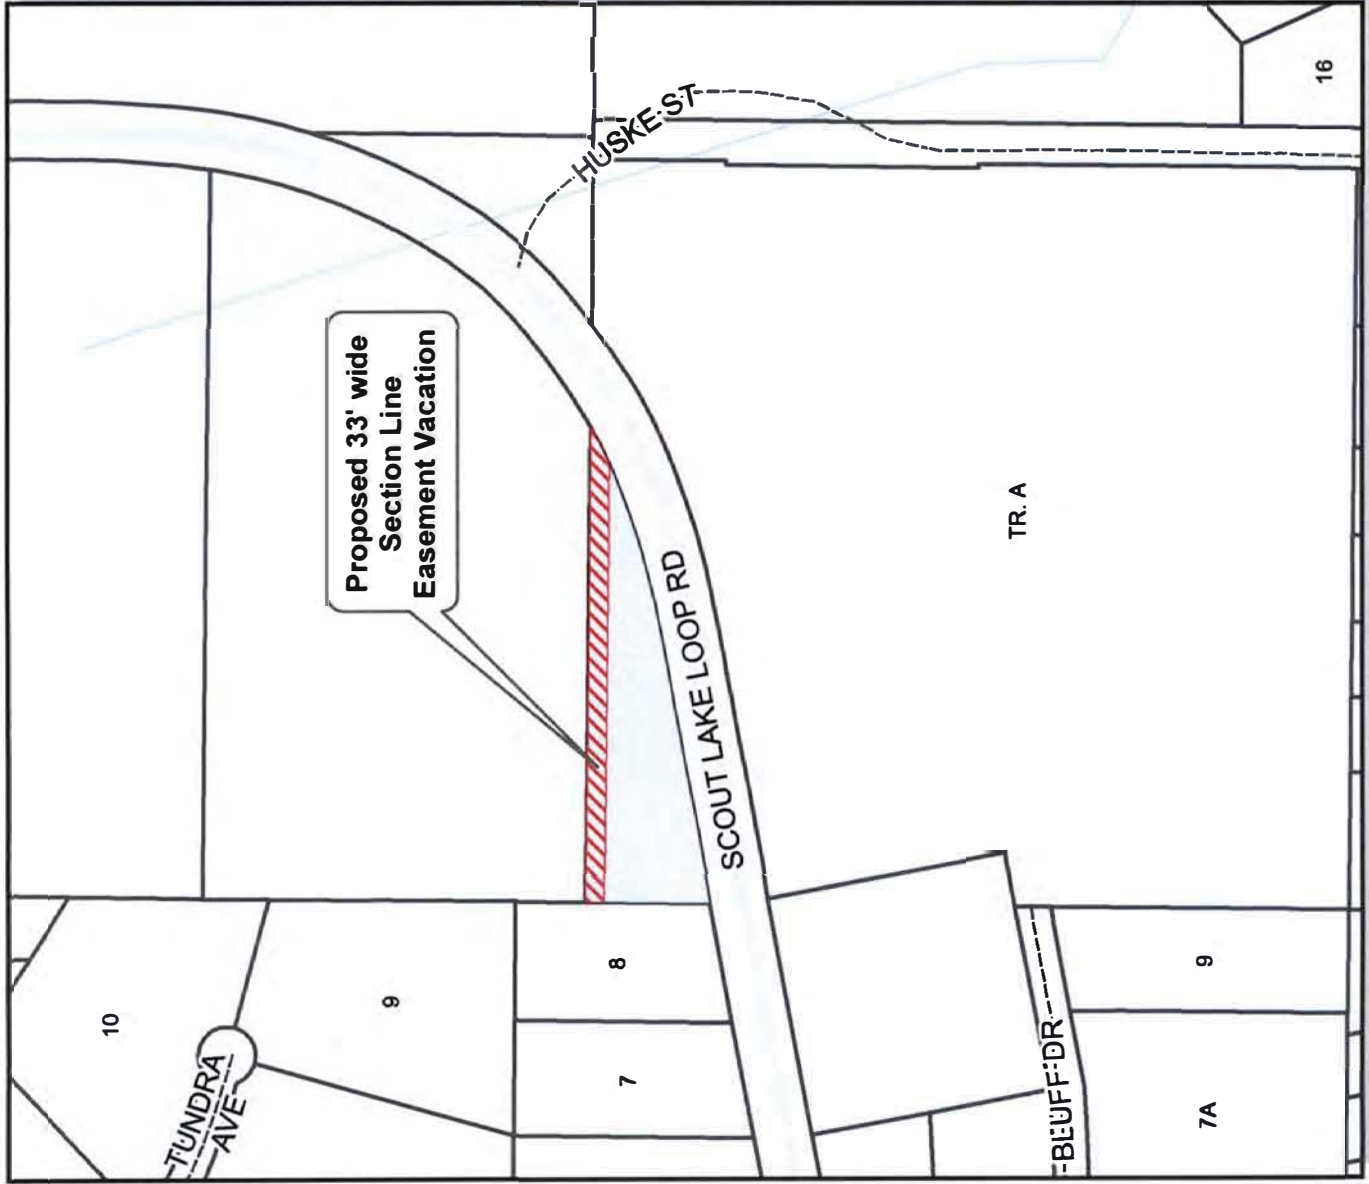 16
HUSKE ST
Proposed 33' wide
Section Line
Easement Vacation
TR. A
SCOUT LAKE LOOP RD
10
9
8
9
TUNDRA
AVE
7
BLUFF DR
7A